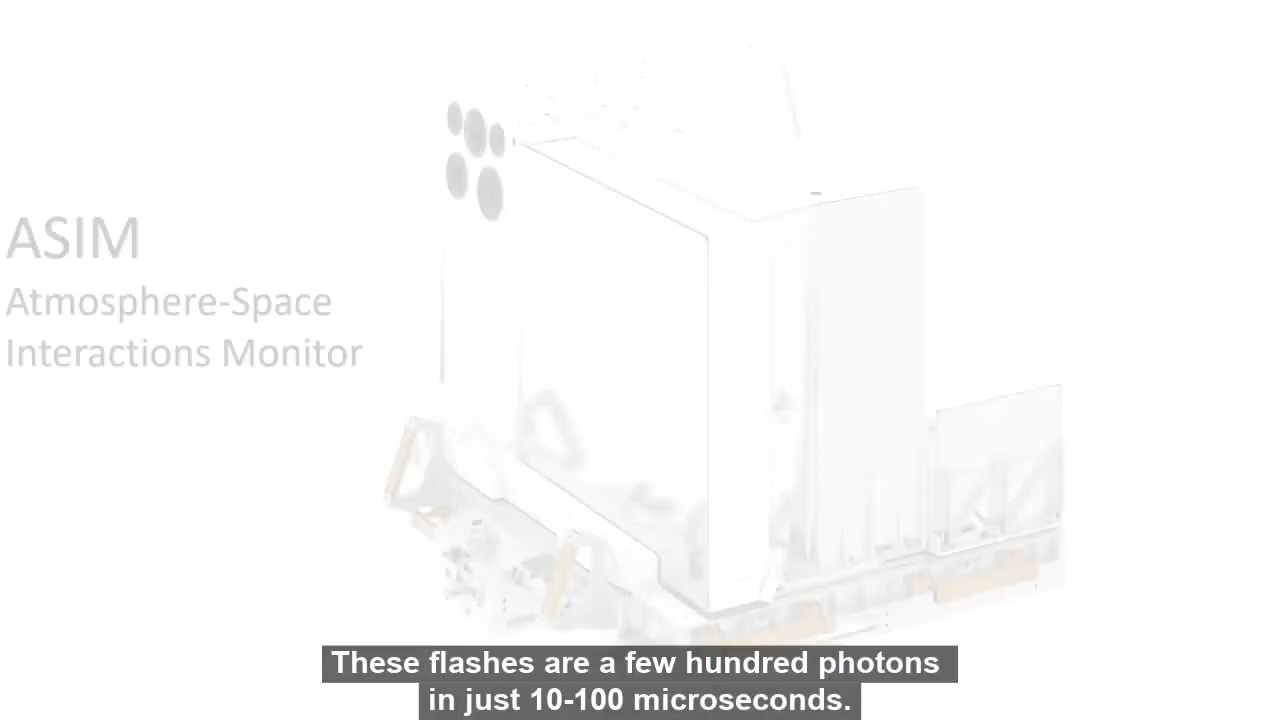 ASIM
Atmosphere-Space
Interactions Monitor
These flashes are a few hundred photons
in just 10-100 microseconds.